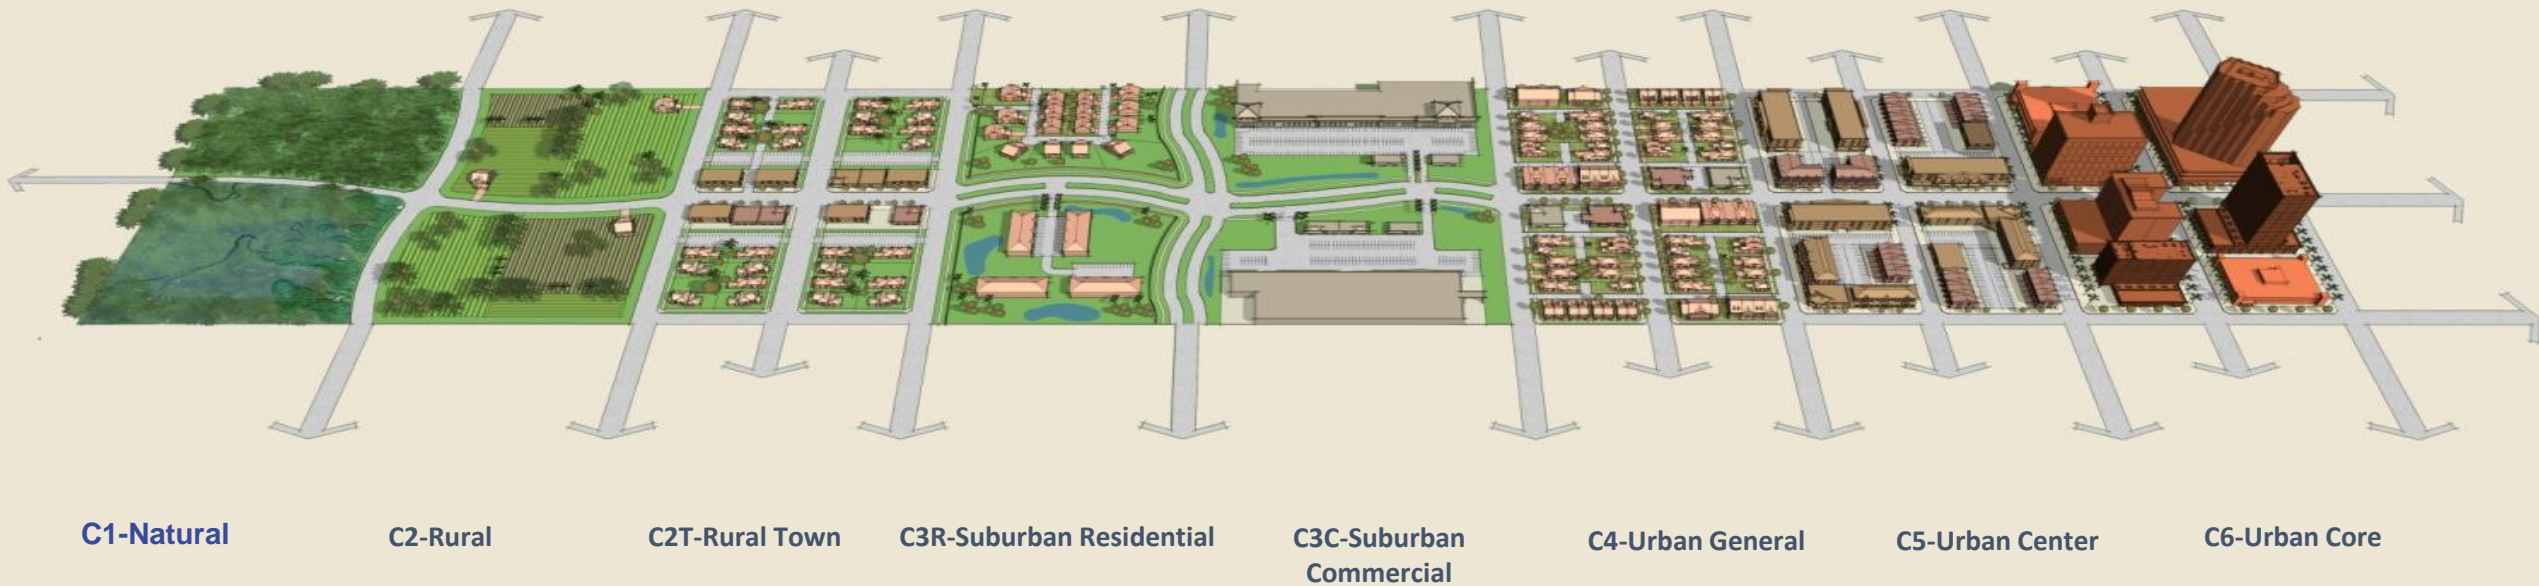 C1-Natural
C2-Rural
C2T-Rural Town
C3R-Suburban Residential
C3C-Suburban
Commercial
C4-Urban General
C5-Urban Center
C6-Urban Core